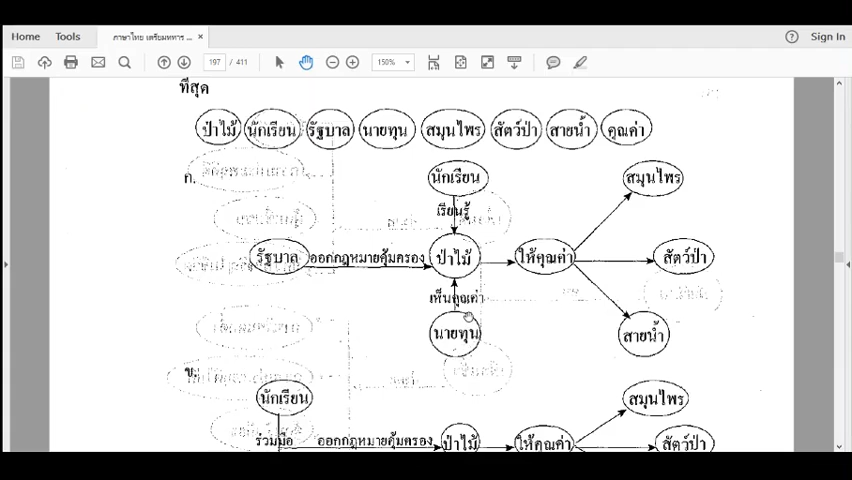 Home Tools ภาษาไทย เตรียมทหาร ... × Sign In
197 / 411 150%
ที่สุด
ป่าไม้ นักเรียน รัฐบาล นายทุน สมุนไพร สัตว์ป่า สายน้ำ คุณค่า
ก. นักเรียน สมุนไพร
เรียนรู้
รัฐบาล ออกกฎหมายคุ้มครอง ป่าไม้ ให้คุณค่า สัตว์ป่า
เห็นคุณค่า
นายทุน สายน้ำ
ข.
นักเรียน สมุนไพร
ร่วมมือ ออกกฎหมายคุ้มครอง ป่าไม้ ให้คุณค่า สัตว์ป่า